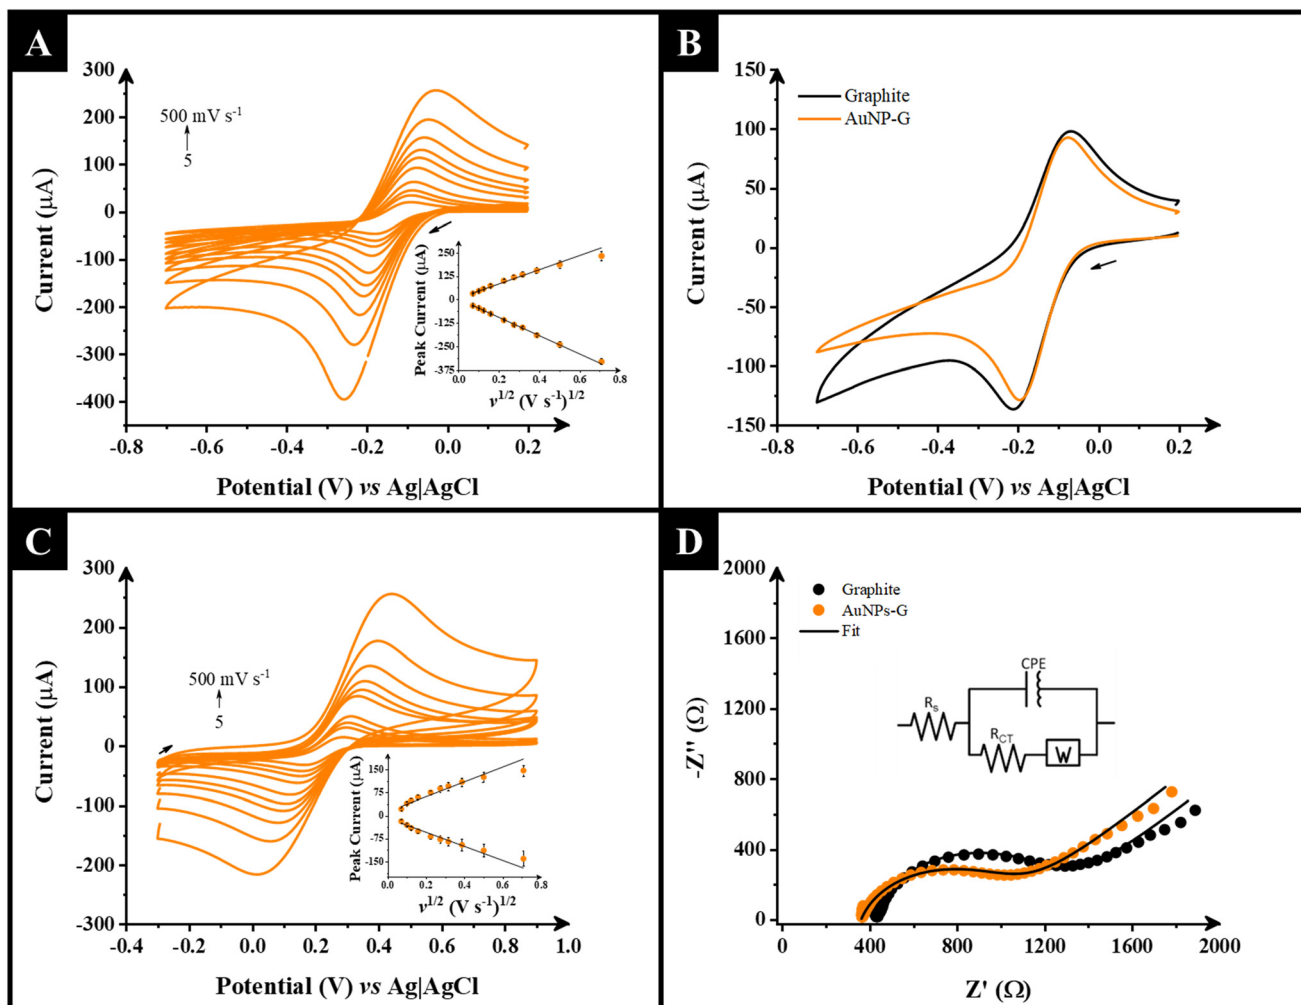 A
300
200
100
0
-100
-200
-300
-400
Current (µA)
500 mV s⁻¹
5
-0.8 -0.6 -0.4 -0.2 0.0 0.2
Potential (V) vs Ag|AgCl
250
125
0
-125
-250
-375
Peak Current (µA)
0.0 0.2 0.4 0.6 0.8
v¹/² (V s⁻¹)¹/²
B
150
100
50
0
-50
-100
-150
Current (µA)
Graphite
AuNP-G
-0.8 -0.6 -0.4 -0.2 0.0 0.2
Potential (V) vs Ag|AgCl
C
300
200
100
0
-100
-200
-300
Current (µA)
500 mV s⁻¹
5
-0.4 -0.2 0.0 0.2 0.4 0.6 0.8 1.0
Potential (V) vs Ag|AgCl
150
75
0
-75
-150
Peak Current (µA)
0.0 0.2 0.4 0.6 0.8
v¹/² (V s⁻¹)¹/²
D
2000
1600
1200
800
400
0
-Z'' (Ω)
Graphite
AuNPs-G
Fit
CPE
RS
RCT
W
0 400 800 1200 1600 2000
Z' (Ω)